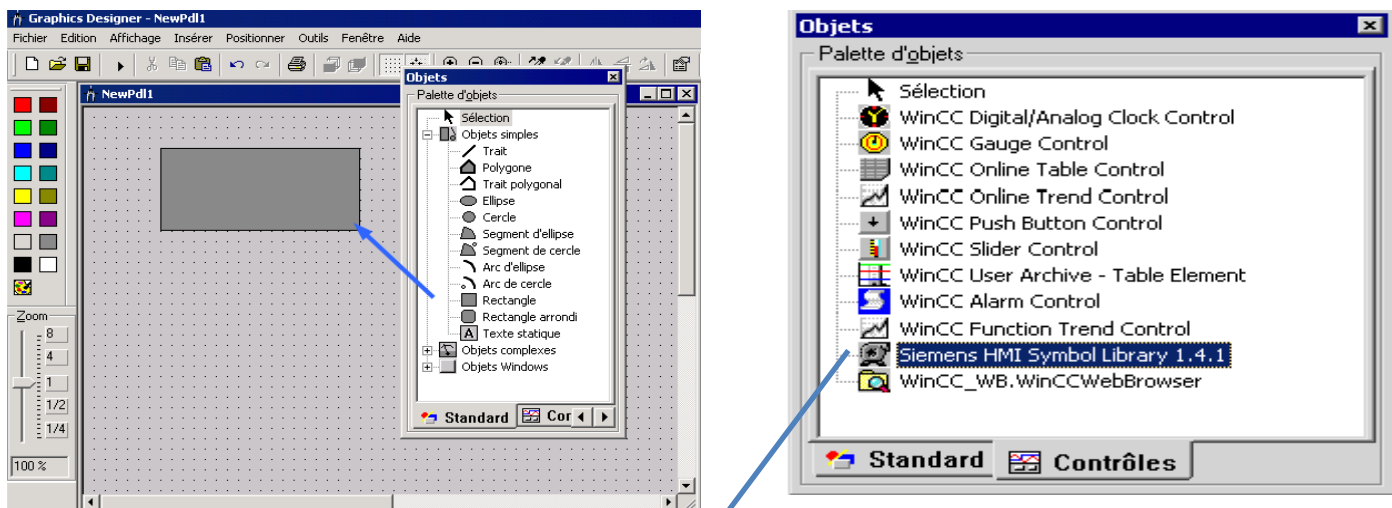 Graphics Designer - NewPdl1
Fichier Edition Affichage Insérer Positionner Outils Fenêtre Aide
NewPdl1
Zoom
8
4
1
1/2
1/4
100 %
Objets
Palette d'objets
Sélection
Objets simples
Trait
Polygone
Trait polygonal
Ellipse
Cercle
Segment d'ellipse
Segment de cercle
Arc d'ellipse
Arc de cercle
Rectangle
Rectangle arrondi
A Texte statique
Objets complexes
Objets Windows
Standard Cor
Objets
Palette d'objets
Sélection
WinCC Digital/Analog Clock Control
WinCC Gauge Control
WinCC Online Table Control
WinCC Online Trend Control
WinCC Push Button Control
WinCC Slider Control
WinCC User Archive - Table Element
WinCC Alarm Control
WinCC Function Trend Control
Siemens HMI Symbol Library 1.4.1
WinCC_WB.WinCCWebBrowser
Standard Contrôles